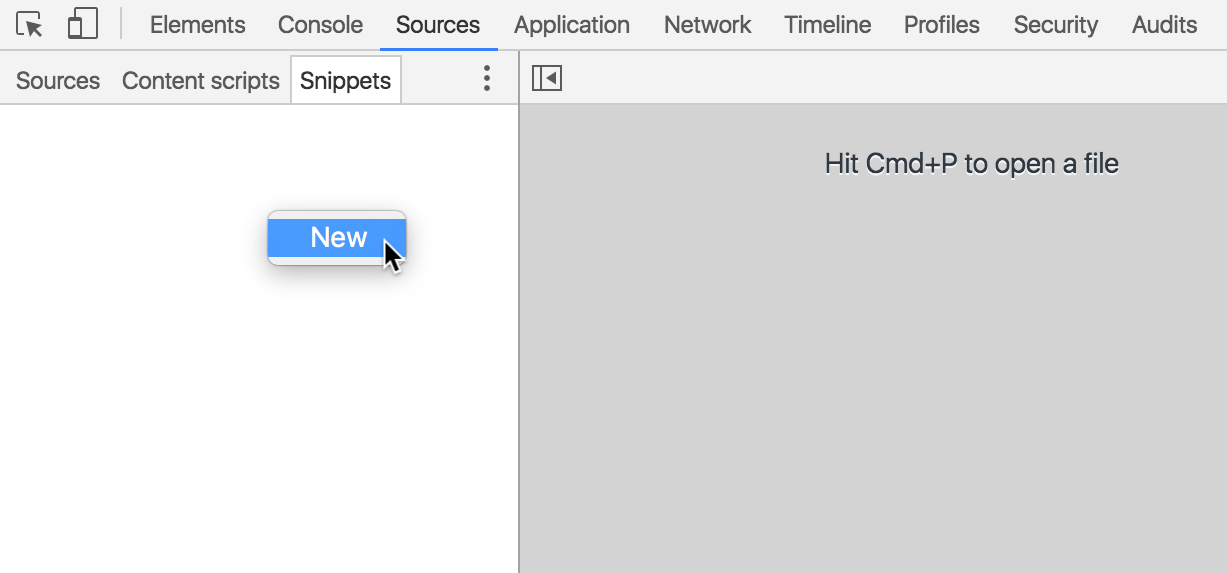 Elements Console Sources Application Network Timeline Profiles Security Audits
Sources Content scripts Snippets
Hit Cmd+P to open a file
New